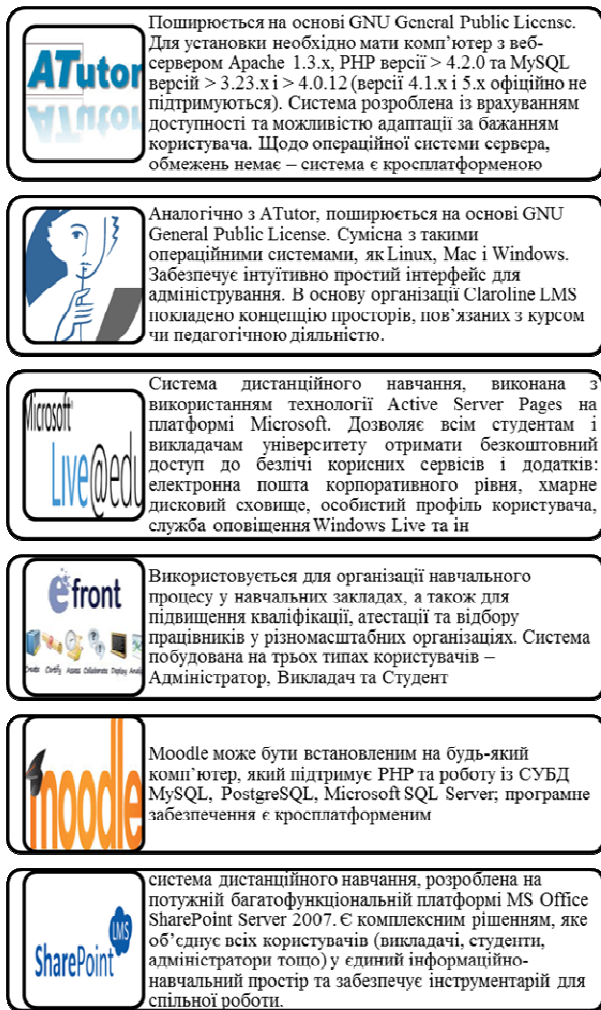 ATutor
Поширюється на основі GNU General Public License.
Для установки необхідно мати комп’ютер з веб-
сервером Apache 1.3.x, PHP версії > 4.2.0 та MySQL
версій > 3.23.x і > 4.0.12 (версії 4.1.x і 5.x офіційно не
підтримуються). Система розроблена із врахуванням
доступності та можливістю адаптації за бажанням
користувача. Щодо операційної системи сервера,
обмежень немає – система є кросплатформеною
Аналогічно з ATutor, поширюється на основі GNU
General Public License. Сумісна з такими
операційними системами, як Linux, Mac і Windows.
Забезпечує інтуїтивно простий інтерфейс для
адміністрування. В основу організації Claroline LMS
покладено концепцію просторів, пов’язаних з курсом
чи педагогічною діяльністю.
Microsoft
Live@edu
Система дистанційного навчання, виконана з
використанням технології Active Server Pages на
платформі Microsoft. Дозволяє всім студентам і
викладачам університету отримати безкоштовний
доступ до безлічі корисних сервісів і додатків:
електронна пошта корпоративного рівня, хмарне
дисковий сховище, особистий профіль користувача,
служба оповіщення Windows Live та ін
efront
Create Certify Assess Collaborate Deploy
Використовується для організації навчального
процесу у навчальних закладах, а також для
підвищення кваліфікації, атестації та відбору
працівників у різномасштабних організаціях. Система
побудована на трьох типах користувачів –
Адміністратор, Викладач та Студент
moodle
Moodle може бути встановленим на будь-який
комп’ютер, який підтримує PHP та роботу із СУБД
MySQL, PostgreSQL, Microsoft SQL Server; програмне
забезпечення є кросплатформеним
SharePoint LMS
система дистанційного навчання, розроблена на
потужній багатофункціональній платформі MS Office
SharePoint Server 2007. Є комплексним рішенням, яке
об’єднує всіх користувачів (викладачі, студенти,
адміністратори тощо) у єдиний інформаційно-
навчальний простір та забезпечує інструментарій для
спільної роботи.